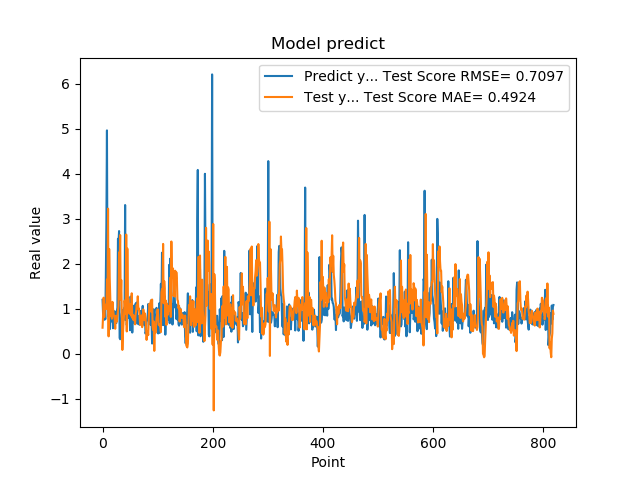 Model predict
Predict y... Test Score RMSE= 0.7097
Test y... Test Score MAE= 0.4924
Real value
6
5
4
3
2
1
0
−1
0 200 400 600 800
Point